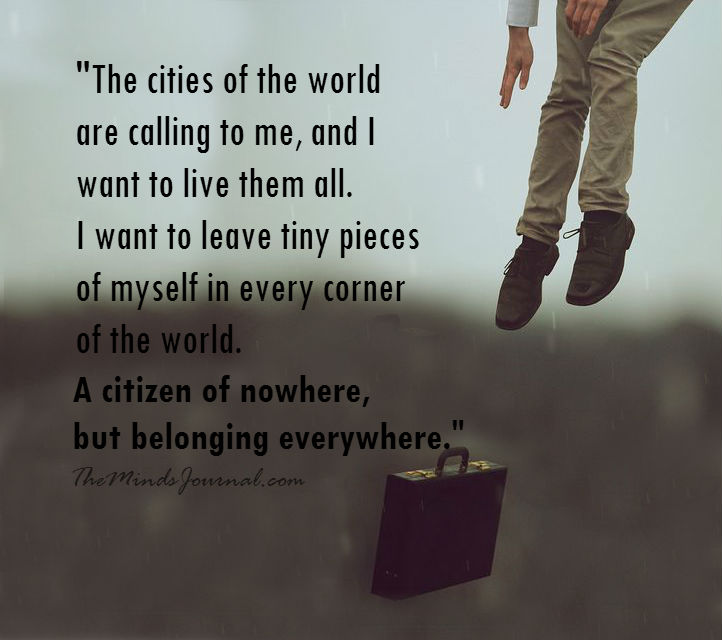 "The cities of the world
are calling to me, and I
want to live them all.
I want to leave tiny pieces
of myself in every corner
of the world.
A citizen of nowhere,
but belonging everywhere."
TheMindsJournal.com